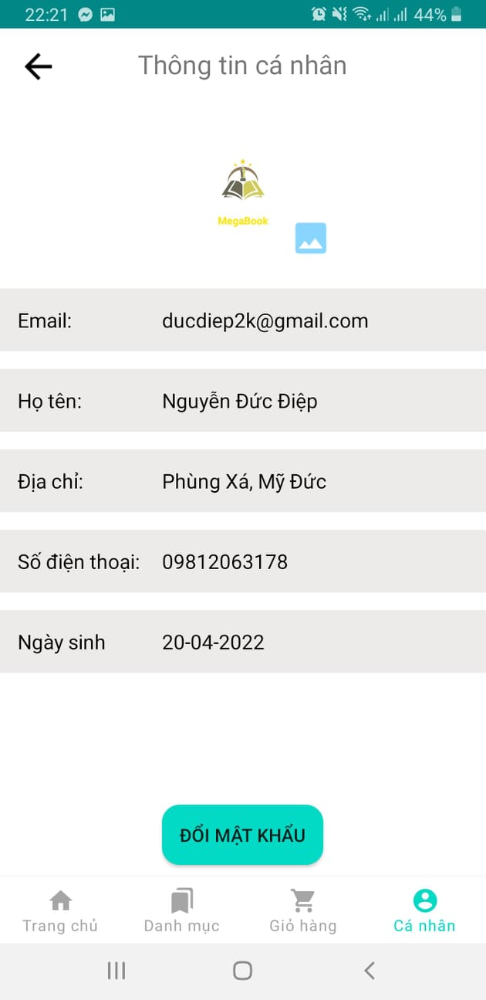 22:21
44%
Thông tin cá nhân
MegaBook
Email: ducdiep2k@gmail.com
Họ tên: Nguyễn Đức Điệp
Địa chỉ: Phùng Xá, Mỹ Đức
Số điện thoại: 09812063178
Ngày sinh 20-04-2022
ĐỔI MẬT KHẨU
Trang chủ Danh mục Giỏ hàng Cá nhân